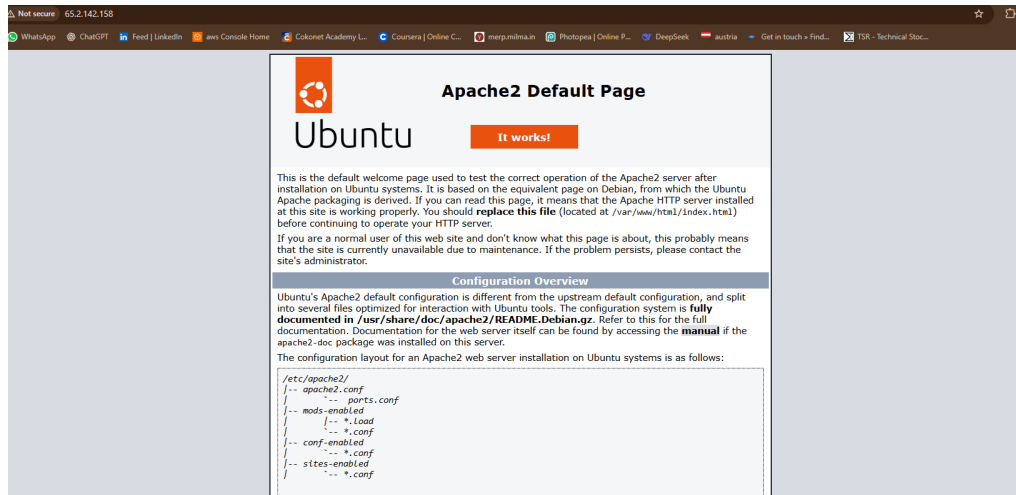 Not secure 65.2.142.158
WhatsApp ChatGPT Feed | LinkedIn aws Console Home Cokonet Academy L... Coursera | Online C... merp.milma.in Photopea | Online P... DeepSeek austria Get in touch » Find... TSR - Technical Stoc...
Apache2 Default Page
Ubuntu
It works!
This is the default welcome page used to test the correct operation of the Apache2 server after
installation on Ubuntu systems. It is based on the equivalent page on Debian, from which the Ubuntu
Apache packaging is derived. If you can read this page, it means that the Apache HTTP server installed
at this site is working properly. You should replace this file (located at /var/www/html/index.html)
before continuing to operate your HTTP server.
If you are a normal user of this web site and don't know what this page is about, this probably means
that the site is currently unavailable due to maintenance. If the problem persists, please contact the
site's administrator.
Configuration Overview
Ubuntu's Apache2 default configuration is different from the upstream default configuration, and split
into several files optimized for interaction with Ubuntu tools. The configuration system is fully
documented in /usr/share/doc/apache2/README.Debian.gz. Refer to this for the full
documentation. Documentation for the web server itself can be found by accessing the manual if the
apache2-doc package was installed on this server.
The configuration layout for an Apache2 web server installation on Ubuntu systems is as follows:
/etc/apache2/
|-- apache2.conf
|       `--  ports.conf
|-- mods-enabled
|       |-- *.load
|       `-- *.conf
|-- conf-enabled
|       `-- *.conf
|-- sites-enabled
|       `-- *.conf